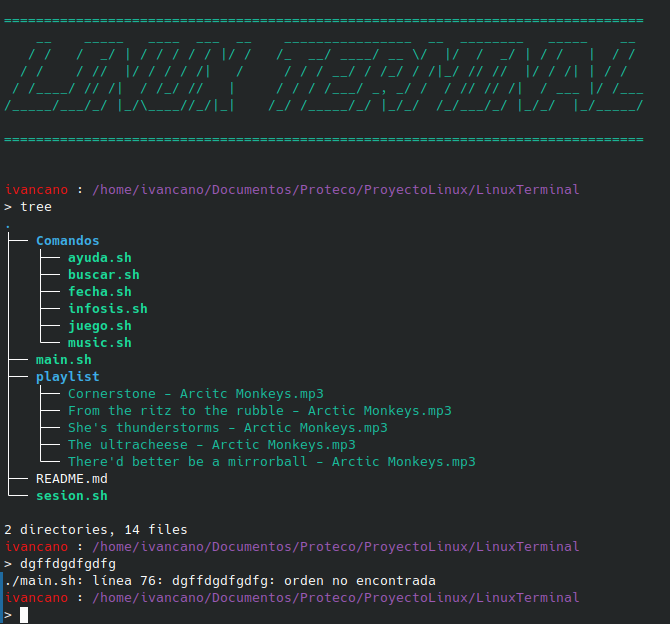 LINUX TERMINAL
ivancano : /home/ivancano/Documentos/Proteco/ProyectoLinux/LinuxTerminal
> tree
.
├── Comandos
│   ├── ayuda.sh
│   ├── buscar.sh
│   ├── fecha.sh
│   ├── infosis.sh
│   ├── juego.sh
│   └── music.sh
├── main.sh
├── playlist
│   ├── Cornerstone - Arcitc Monkeys.mp3
│   ├── From the ritz to the rubble - Arctic Monkeys.mp3
│   ├── She's thunderstorms - Arctic Monkeys.mp3
│   ├── The ultracheese - Arctic Monkeys.mp3
│   └── There'd better be a mirrorball - Arctic Monkeys.mp3
├── README.md
└── sesion.sh
2 directories, 14 files
ivancano : /home/ivancano/Documentos/Proteco/ProyectoLinux/LinuxTerminal
> dgffdgdfgdfg
./main.sh: línea 76: dgffdgdfgdfg: orden no encontrada
ivancano : /home/ivancano/Documentos/Proteco/ProyectoLinux/LinuxTerminal
>